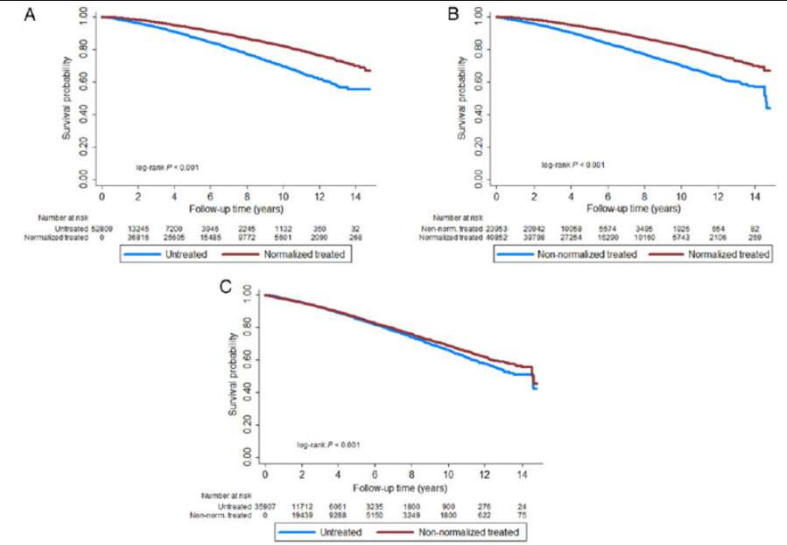 A
Survival probability
1.00
0.80
0.60
0.40
0.20
0.00
log-rank P < 0.001
0 2 4 6 8 10 12 14
Follow-up time (years)
Number at risk
Untreated 52809 13245 7209 3946 2245 1132 350 32
Normalized treated 0 36816 25605 15485 9772 5601 2090 268
Untreated Normalized treated
B
Survival probability
1.00
0.80
0.60
0.40
0.20
0.00
log-rank P < 0.001
0 2 4 6 8 10 12 14
Follow-up time (years)
Number at risk
Non-norm. treated 23953 20942 10058 5574 3495 1925 654 82
Normalized treated 40852 39798 27254 16290 10160 5743 2106 269
Non-normalized treated Normalized treated
C
Survival probability
1.00
0.80
0.60
0.40
0.20
0.00
log-rank P < 0.001
0 2 4 6 8 10 12 14
Follow-up time (years)
Number at risk
Untreated 35907 11712 6051 3235 1800 900 276 24
Non-norm. treated 0 19439 9288 5150 3249 1800 622 75
Untreated Non-normalized treated